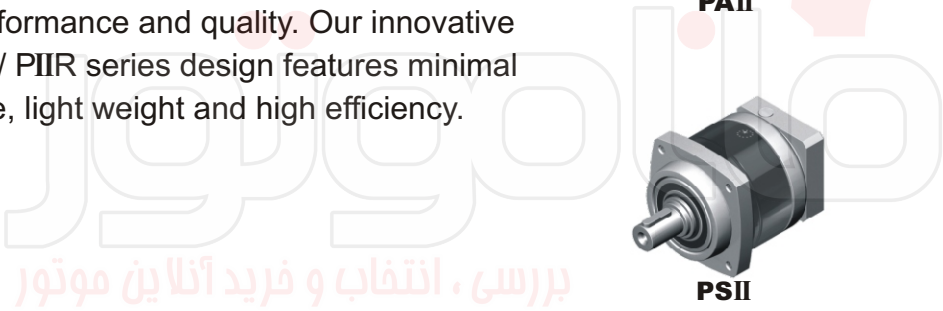 formance and quality. Our innovative
/ PIIR series design features minimal
e, light weight and high efficiency.
PAII
PSII
ملاموتور
بررسی ، انتخاب و خرید آنلاین موتور